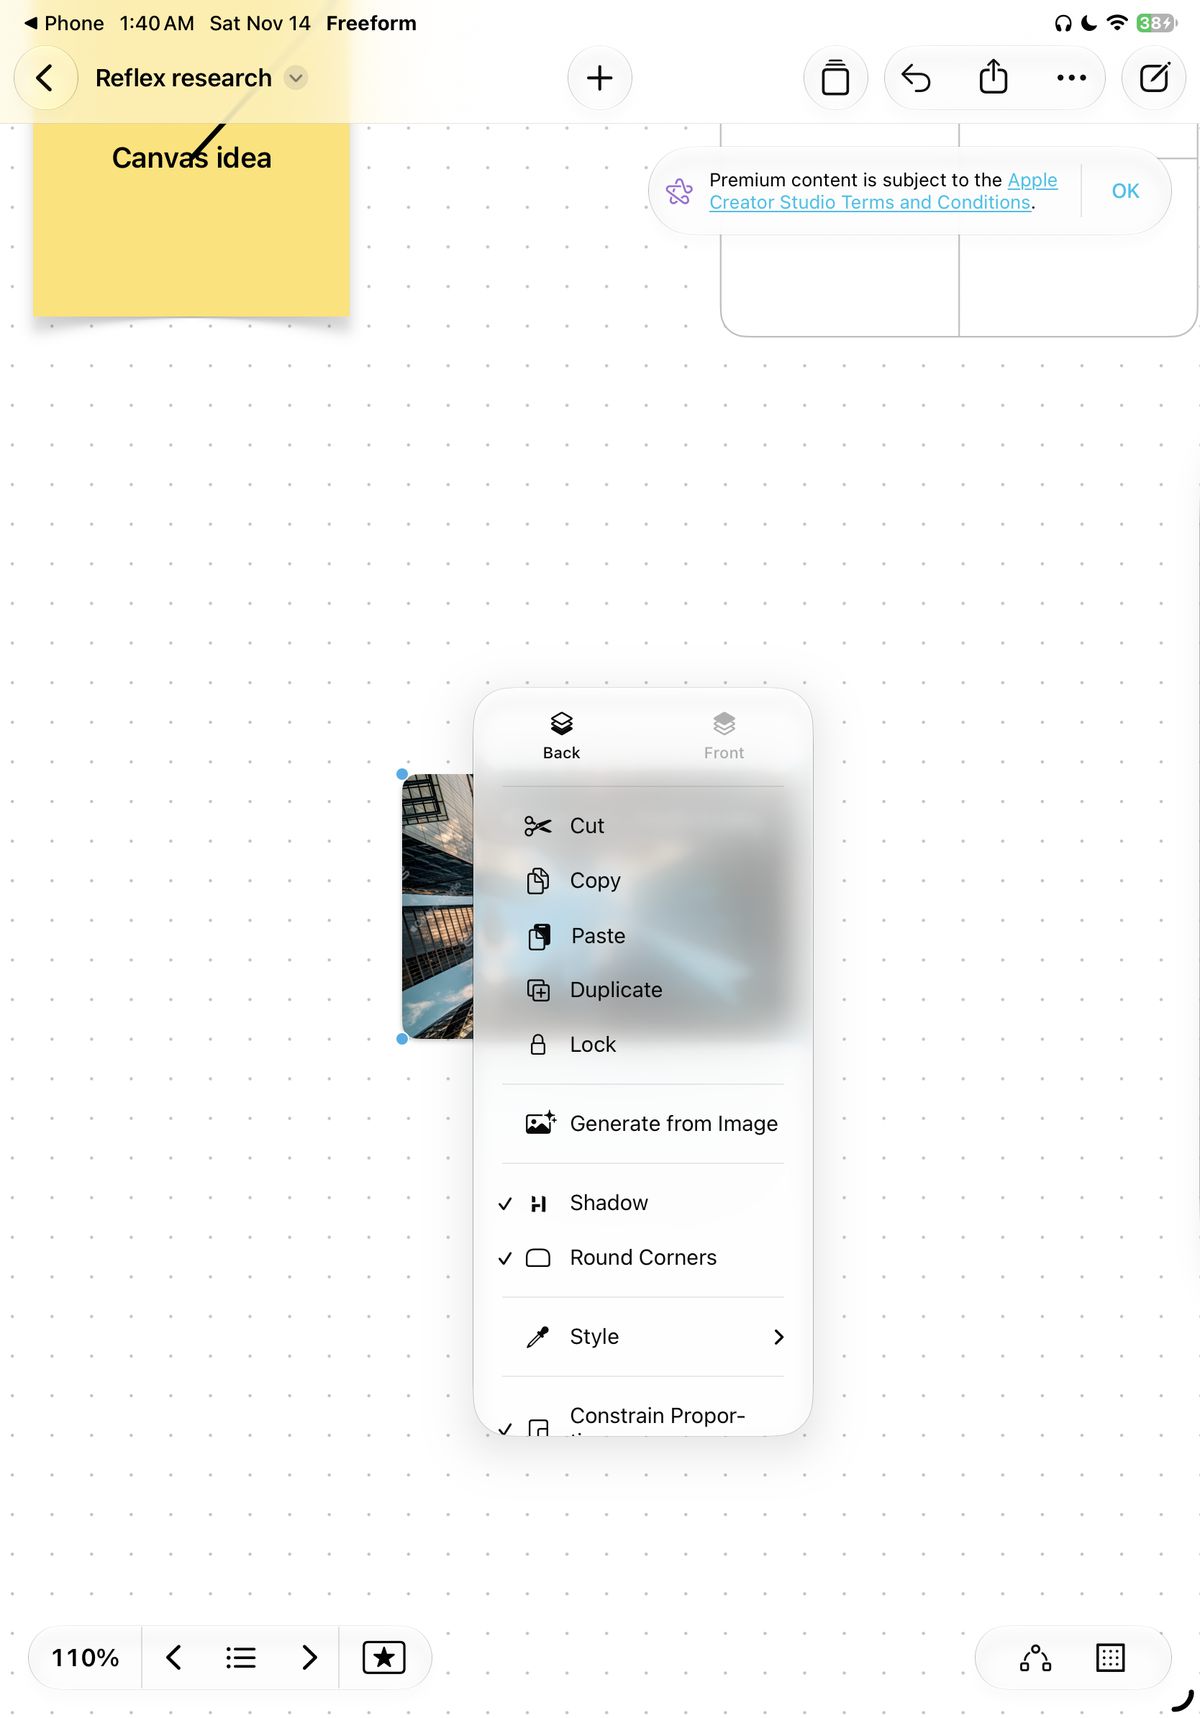 Phone 1:40 AM Sat Nov 14 Freeform
38
Reflex research
Canvas idea
Premium content is subject to the Apple
Creator Studio Terms and Conditions.
OK
Back
Front
Cut
Copy
Paste
Duplicate
Lock
Generate from Image
Shadow
Round Corners
Style
Constrain Propor-
110%